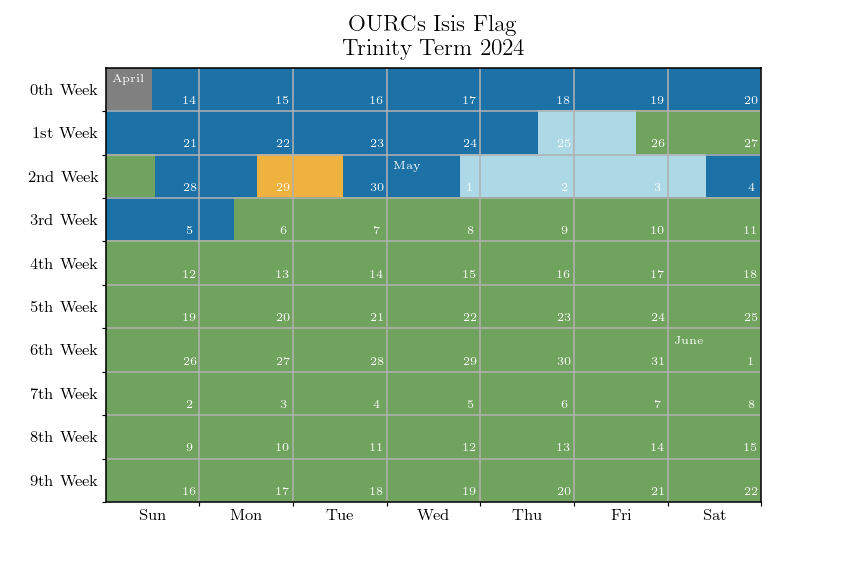 OURCs Isis Flag
Trinity Term 2024
April
0th Week 14 15 16 17 18 19 20
1st Week 21 22 23 24 25 26 27
May
2nd Week 28 29 30 1 2 3 4
3rd Week 5 6 7 8 9 10 11
4th Week 12 13 14 15 16 17 18
5th Week 19 20 21 22 23 24 25
June
6th Week 26 27 28 29 30 31 1
7th Week 2 3 4 5 6 7 8
8th Week 9 10 11 12 13 14 15
9th Week 16 17 18 19 20 21 22
Sun Mon Tue Wed Thu Fri Sat